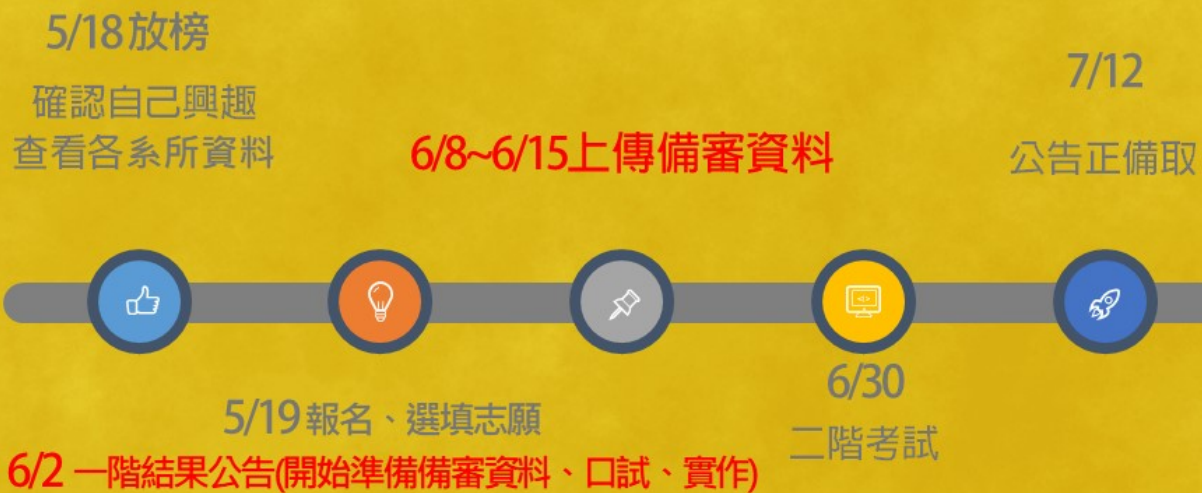 5/18放榜
確認自己興趣
查看各系所資料
6/8~6/15上傳備審資料
7/12
公告正備取
5/19報名、選填志願
6/2 一階結果公告(開始準備備審資料、口試、實作)
6/30
二階考試